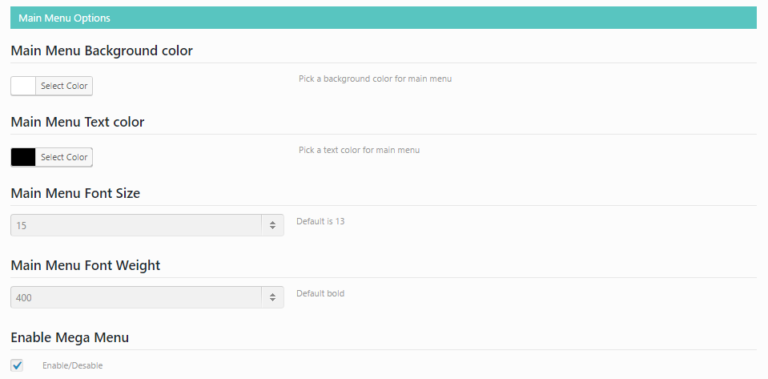 Main Menu Options
Main Menu Background color
Select Color
Pick a background color for main menu
Main Menu Text color
Select Color
Pick a text color for main menu
Main Menu Font Size
15
Default is 13
Main Menu Font Weight
400
Default bold
Enable Mega Menu
Enable/Desable